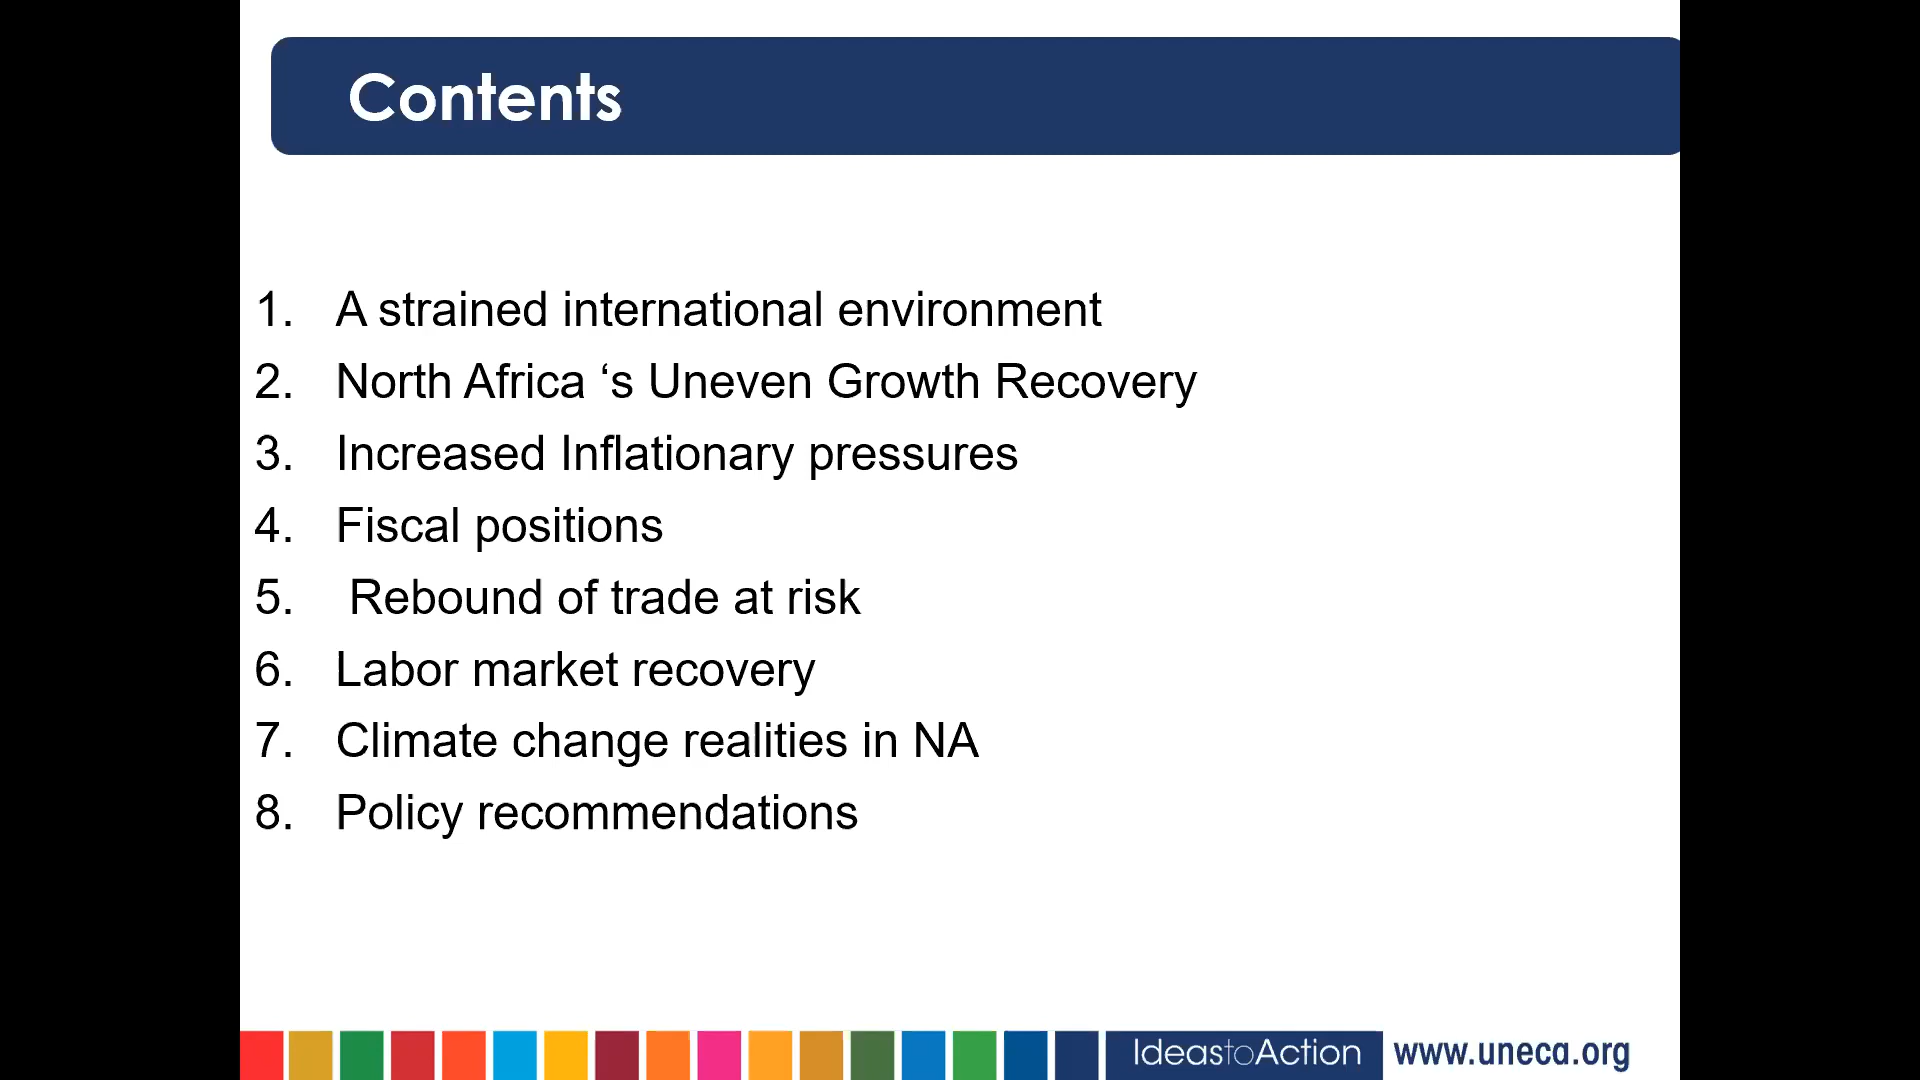 Contents
1. A strained international environment
2. North Africa ‘s Uneven Growth Recovery
3. Increased Inflationary pressures
4. Fiscal positions
5. Rebound of trade at risk
6. Labor market recovery
7. Climate change realities in NA
8. Policy recommendations
IdeastoAction www.uneca.org